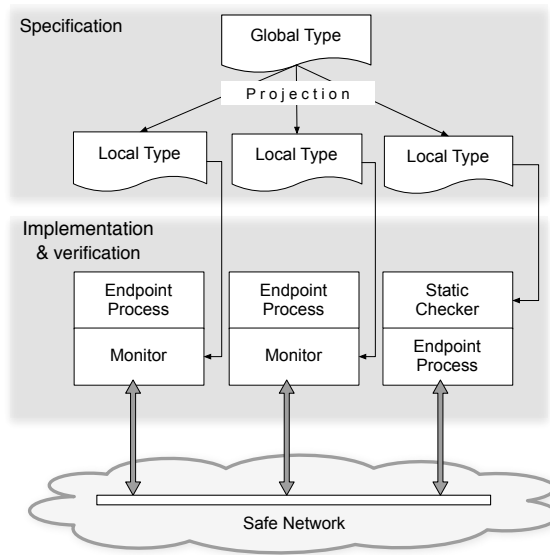 Specification
Global Type
Projection
Local Type
Local Type
Local Type
Implementation
& verification
Endpoint
Process
Monitor
Endpoint
Process
Monitor
Static
Checker
Endpoint
Process
Safe Network